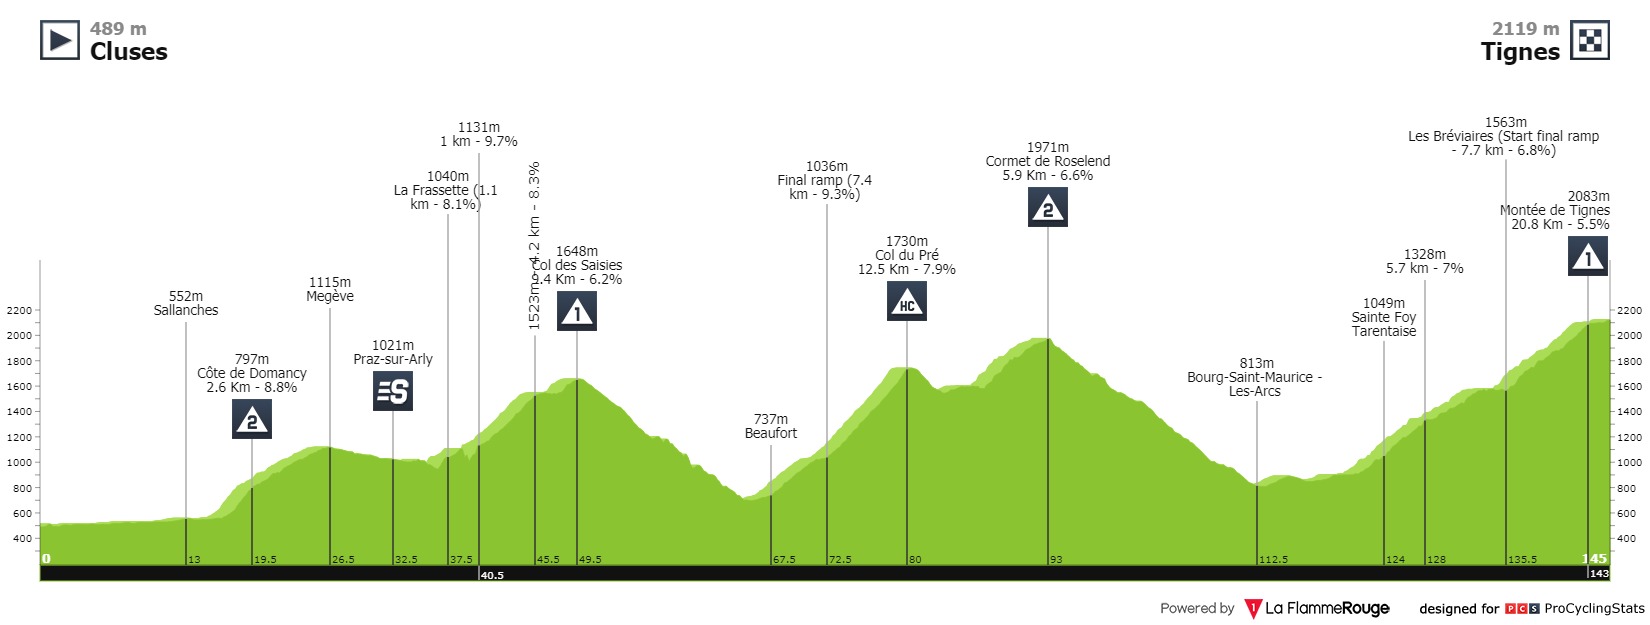 489 m
Cluses
2119 m
Tignes
1131m
1 km - 9.7%
1040m
La Frassette (1.1
km - 8.1%)
1523m - 4.2 km - 8.3%
1648m
Col des Saisies
9.4 Km - 6.2%
1036m
Final ramp (7.4
km - 9.3%)
1971m
Cormet de Roselend
5.9 Km - 6.6%
2
1563m
Les Bréviaires (Start final ramp
- 7.7 km - 6.8%)
2083m
Montée de Tignes
20.8 Km - 5.5%
1
1730m
Col du Pré
12.5 Km - 7.9%
HC
1328m
5.7 km - 7%
552m
Sallanches
1115m
Megève
1
1049m
Sainte Foy
Tarentaise
797m
Côte de Domancy
2.6 Km - 8.8%
2
1021m
Praz-sur-Arly
S
813m
Bourg-Saint-Maurice -
Les-Arcs
737m
Beaufort
2200
2000
1800
1600
1400
1200
1000
800
600
400
2200
2000
1800
1600
1400
1200
1000
800
600
400
0
13
19.5
26.5
32.5
37.5
45.5
49.5
67.5
72.5
80
93
112.5
124
128
135.5
145
40.5
143
Powered by
1
La FlammeRouge
designed for
PCS
ProCyclingStats